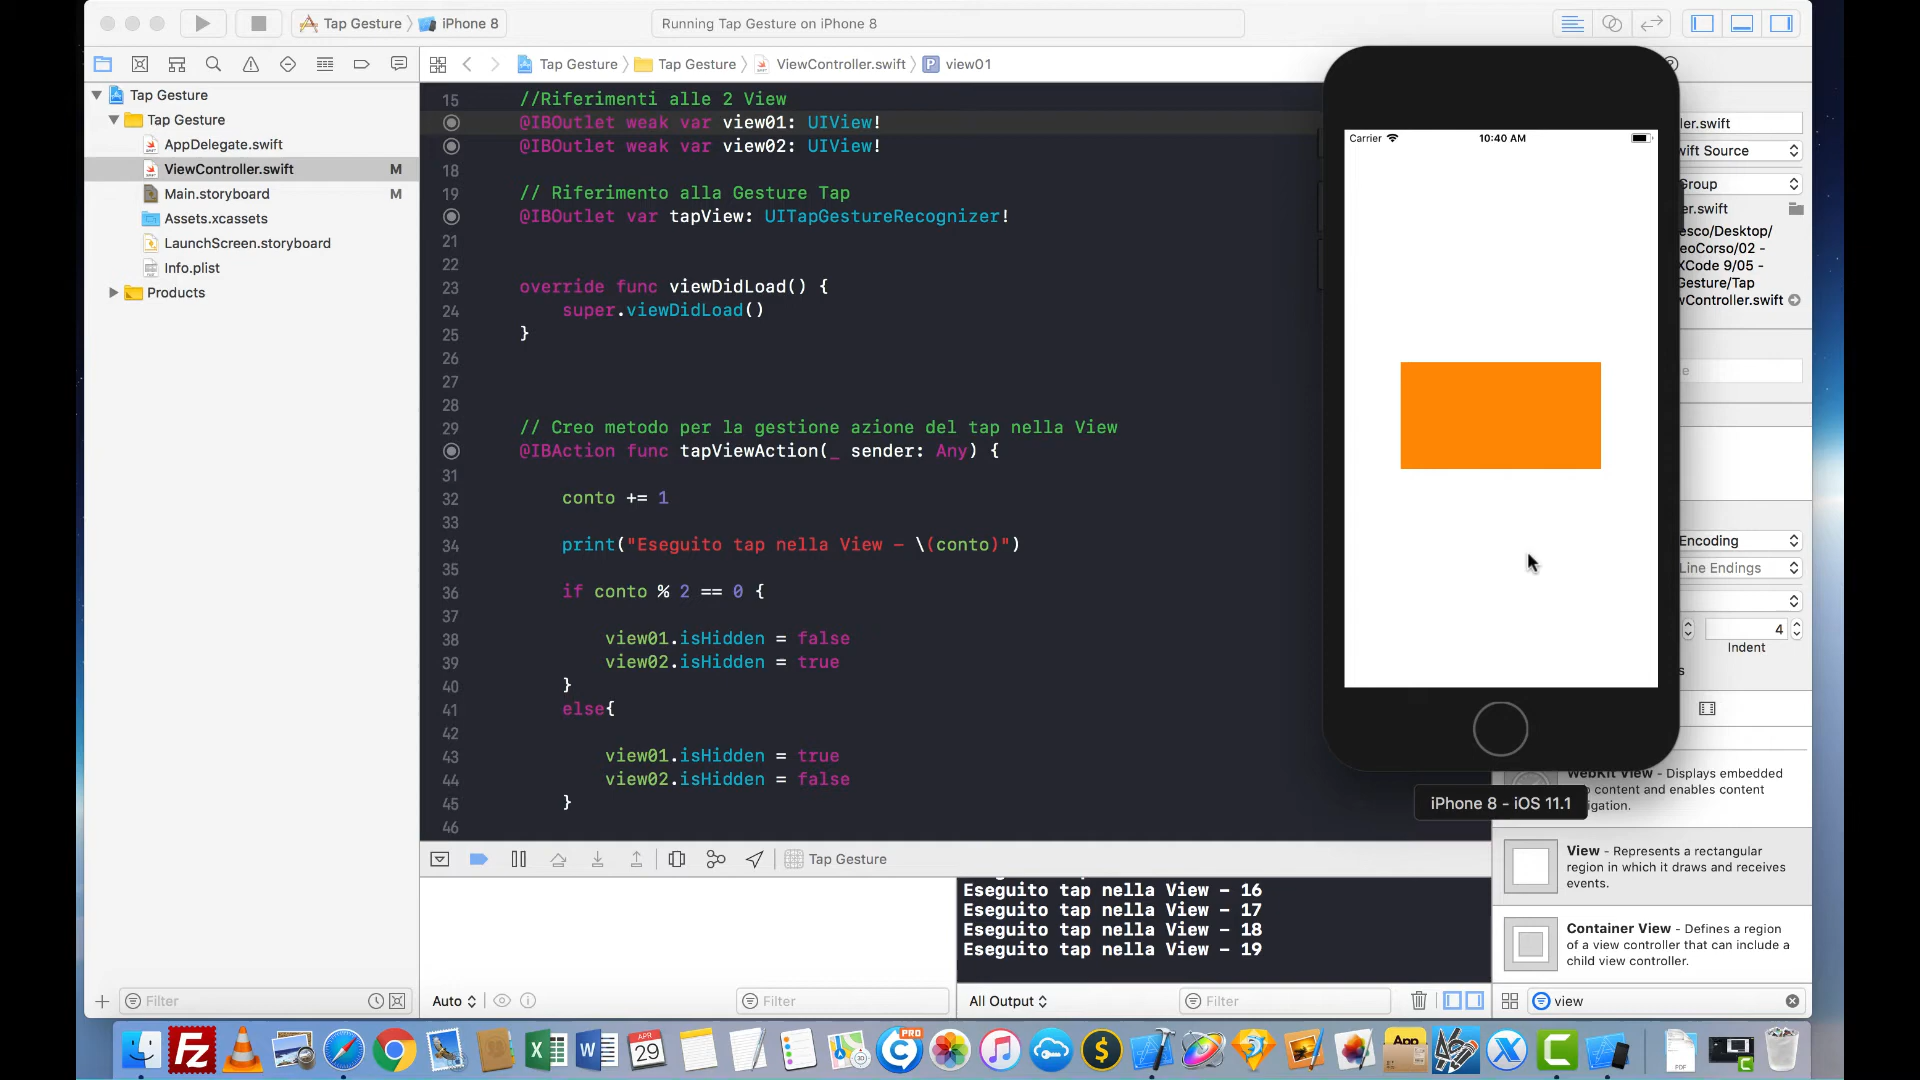 Tap Gesture
iPhone 8
Running Tap Gesture on iPhone 8
Tap Gesture
Tap Gesture
ViewController.swift
view01
Tap Gesture
Tap Gesture
AppDelegate.swift
ViewController.swift M
Main.storyboard M
Assets.xcassets
LaunchScreen.storyboard
Info.plist
Products
15 //Riferimenti alle 2 View
@IBOutlet weak var view01: UIView!
@IBOutlet weak var view02: UIView!
18
19 // Riferimento alla Gesture Tap
@IBOutlet var tapView: UITapGestureRecognizer!
21
22
23 override func viewDidLoad() {
24 super.viewDidLoad()
25 }
26
27
28
29 // Creo metodo per la gestione azione del tap nella View
@IBAction func tapViewAction(_ sender: Any) {
31
32 conto += 1
33
34 print("Eseguito tap nella View - \(conto)")
35
36 if conto % 2 == 0 {
37
38 view01.isHidden = false
39 view02.isHidden = true
40 }
41 else{
42
43 view01.isHidden = true
44 view02.isHidden = false
45 }
46
Carrier
10:40 AM
iPhone 8 - iOS 11.1
ler.swift
wift Source
Group
er.swift
esco/Desktop/
eoCorso/02 -
XCode 9/05 -
Gesture/Tap
wController.swift
Encoding
Line Endings
4
Indent
WebKit View - Displays embedded
content and enables content
igation.
View - Represents a rectangular
region in which it draws and receives
events.
Container View - Defines a region
of a view controller that can include a
child view controller.
view
Tap Gesture
Eseguito tap nella View - 16
Eseguito tap nella View - 17
Eseguito tap nella View - 18
Eseguito tap nella View - 19
Filter
Auto
Filter
All Output
Filter
Fz
APR
29
PRO
App
PDF